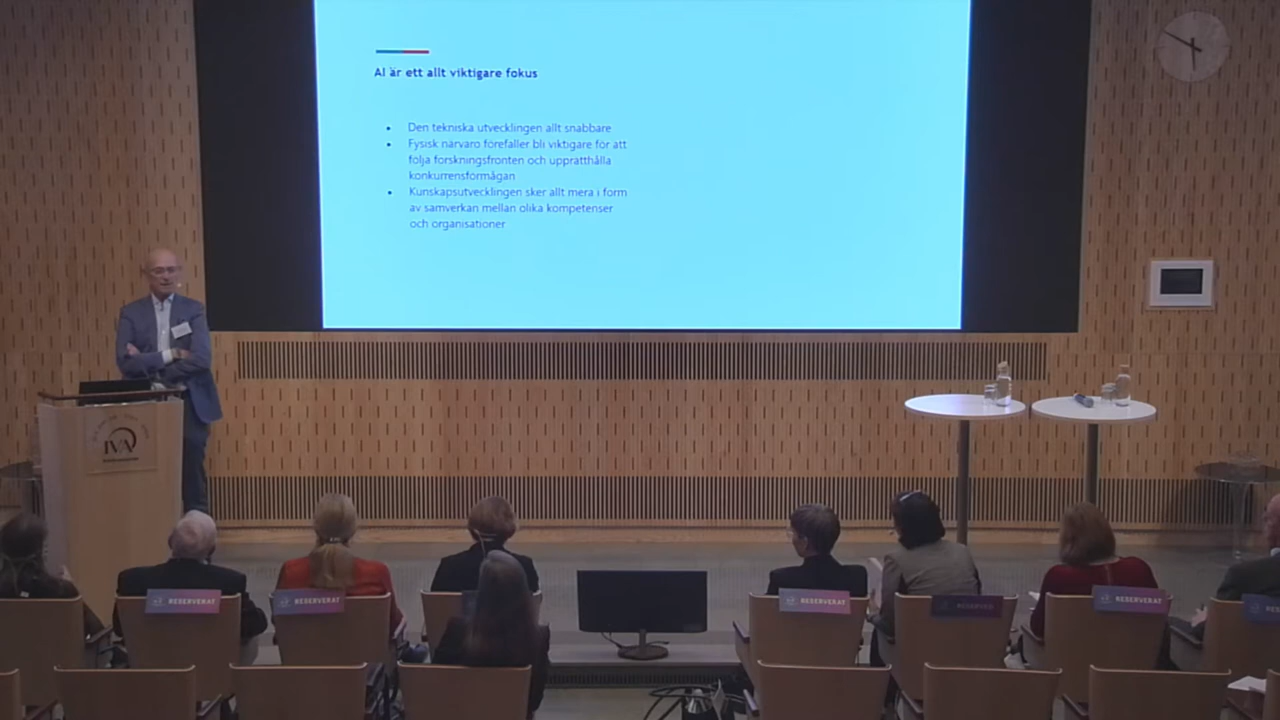 AI är ett allt viktigare fokus
• Den tekniska utvecklingen allt snabbare
• Fysisk närvaro förefaller bli viktigare för att
följa forskningsfronten och upprätthålla
konkurrensförmågan
• Kunskapsutvecklingen sker allt mera i form
av samverkan mellan olika kompetenser
och organisationer
IVA
RESERVERAT
RESERVERAT
RESERVERAT
RESERVERAT